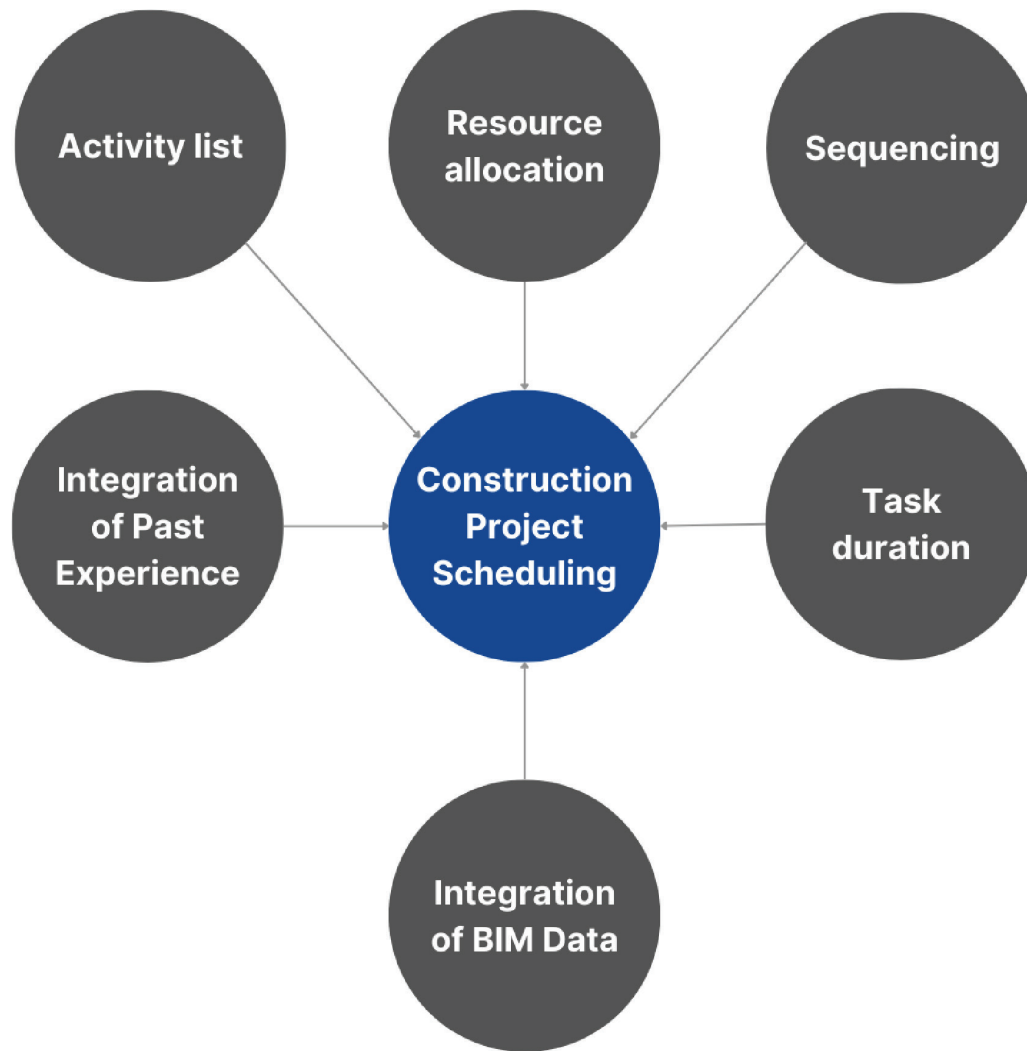 Activity list
Resource
allocation
Sequencing
Integration
of Past
Experience
Construction
Project
Scheduling
Task
duration
Integration
of BIM Data